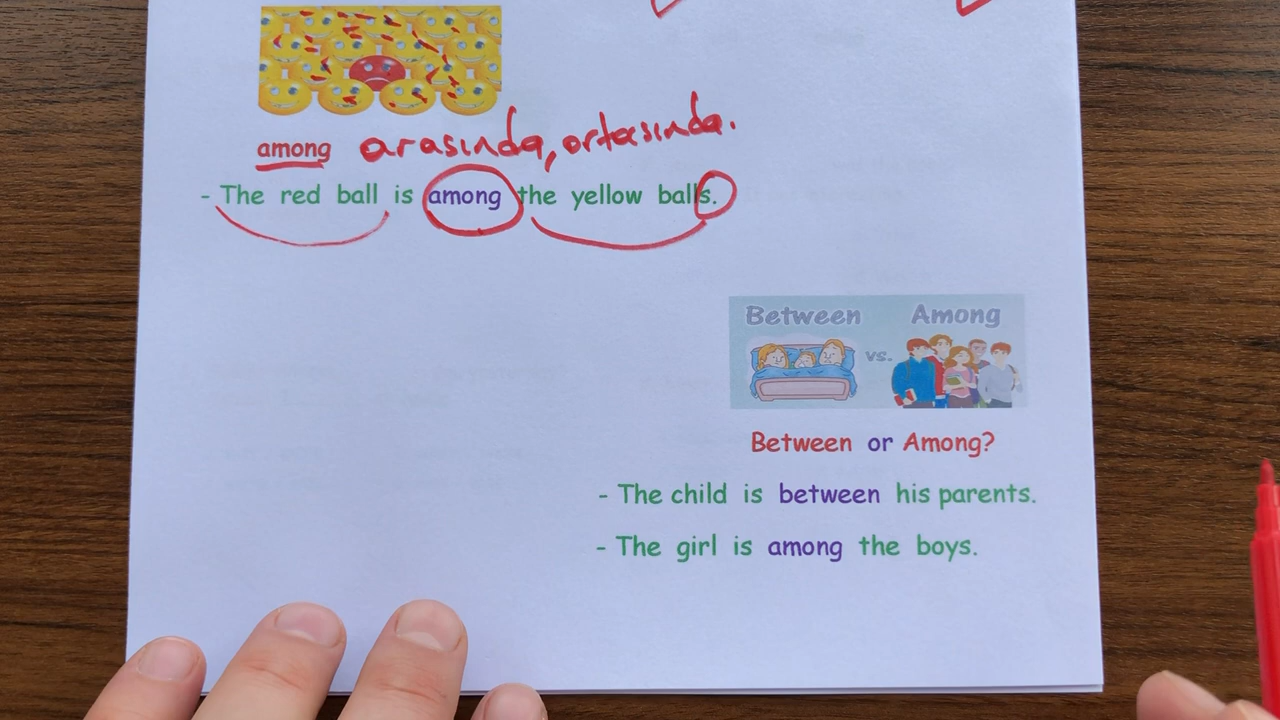 among arasında, ortasında.
- The red ball is among the yellow balls.
Between vs. Among
Between or Among?
- The child is between his parents.
- The girl is among the boys.